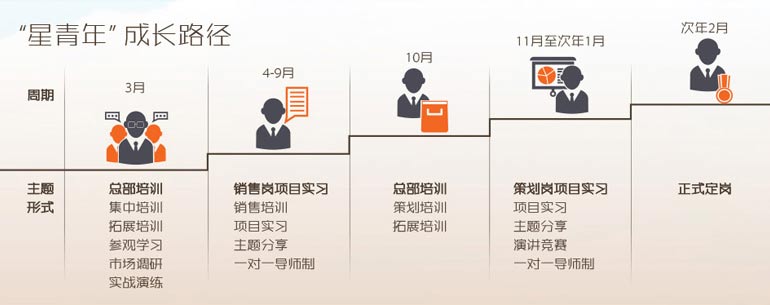 “星青年”成长路径
周期
3月
4-9月
10月
11月至次年1月
次年2月
主题
形式
总部培训
集中培训
拓展培训
参观学习
市场调研
实战演练
销售岗项目实习
销售培训
项目实习
主题分享
一对一导师制
总部培训
策划培训
拓展培训
策划岗项目实习
项目实习
主题分享
演讲竞赛
一对一导师制
正式定岗